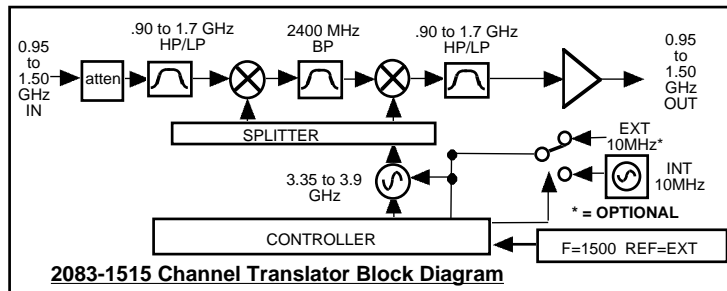 .90 to 1.7 GHz
HP/LP
2400 MHz
BP
.90 to 1.7 GHz
HP/LP
0.95
to
1.50
GHz
IN
atten
0.95
to
1.50
GHz
OUT
SPLITTER
EXT
10MHz*
3.35 to 3.9
GHz
INT
10MHz
* = OPTIONAL
CONTROLLER
F=1500 REF=EXT
2083-1515 Channel Translator Block Diagram